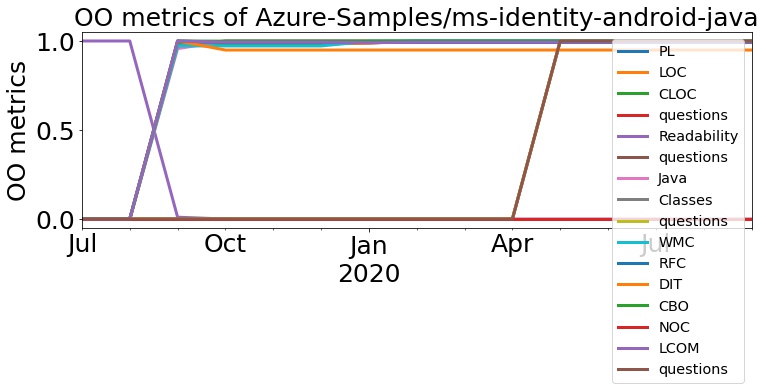 OO metrics of Azure-Samples/ms-identity-android-java
OO metrics
1.0
0.5
0.0
Jul
Oct
Jan
2020
Apr
Jul
PL
LOC
CLOC
questions
Readability
questions
Java
Classes
questions
WMC
RFC
DIT
CBO
NOC
LCOM
questions